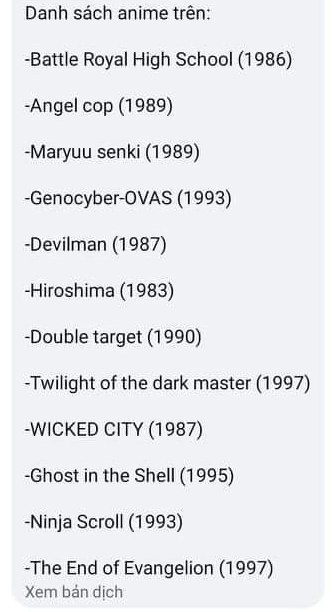 Danh sách anime trên:
-Battle Royal High School (1986)
-Angel cop (1989)
-Maryuu senki (1989)
-Genocyber-OVAS (1993)
-Devilman (1987)
-Hiroshima (1983)
-Double target (1990)
-Twilight of the dark master (1997)
-WICKED CITY (1987)
-Ghost in the Shell (1995)
-Ninja Scroll (1993)
-The End of Evangelion (1997)
Xem bản dịch